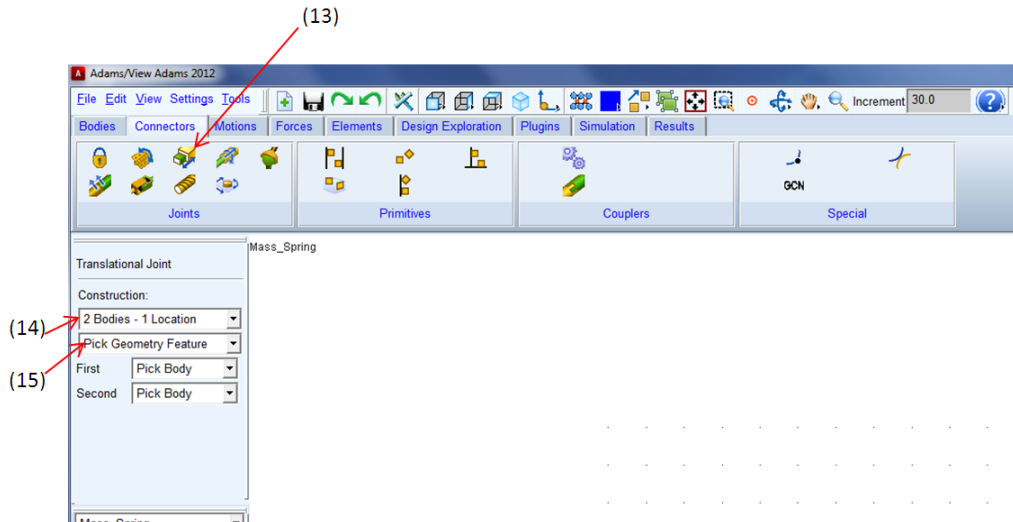 (13)
Adams/View Adams 2012
File Edit View Settings Tools Increment 30.0
Bodies Connectors Motions Forces Elements Design Exploration Plugins Simulation Results
GCN
Joints Primitives Couplers Special
Mass_Spring
Translational Joint
Construction:
(14) 2 Bodies - 1 Location
Pick Geometry Feature
(15)
First Pick Body
Second Pick Body
Mass_Spring